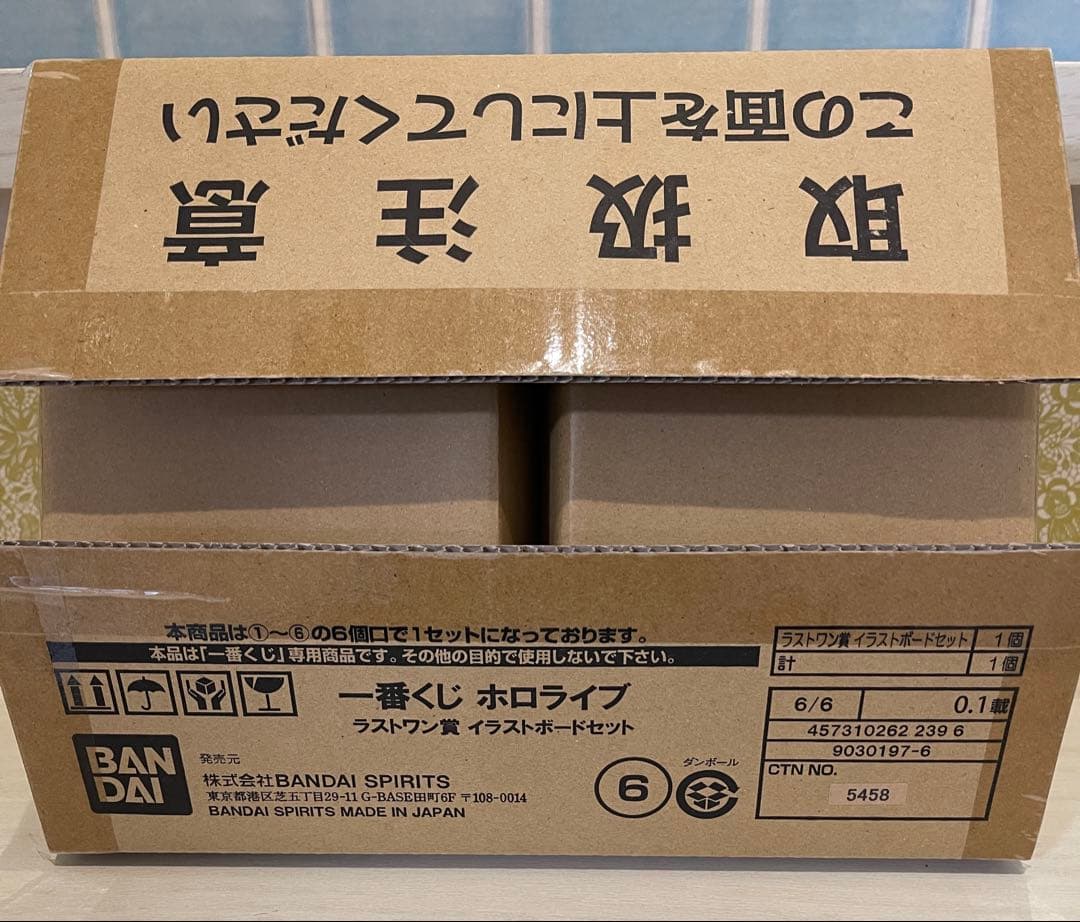 取扱注意
この面を上にしてください
本商品は①〜⑥の6個口で1セットになっております。
本品は「一番くじ」専用商品です。その他の目的で使用しないで下さい。
一番くじ ホロライブ
ラストワン賞 イラストボードセット
BAN
DAI
発売元
株式会社BANDAI SPIRITS
東京都港区芝五丁目29-11 G-BASE田町6F 〒108-0014
BANDAI SPIRITS MADE IN JAPAN
6
ダンボール
ラストワン賞 イラストボードセット 1個
計 1個
6/6 0.1載
457310262 239 6
9030197-6
CTN NO.
5458